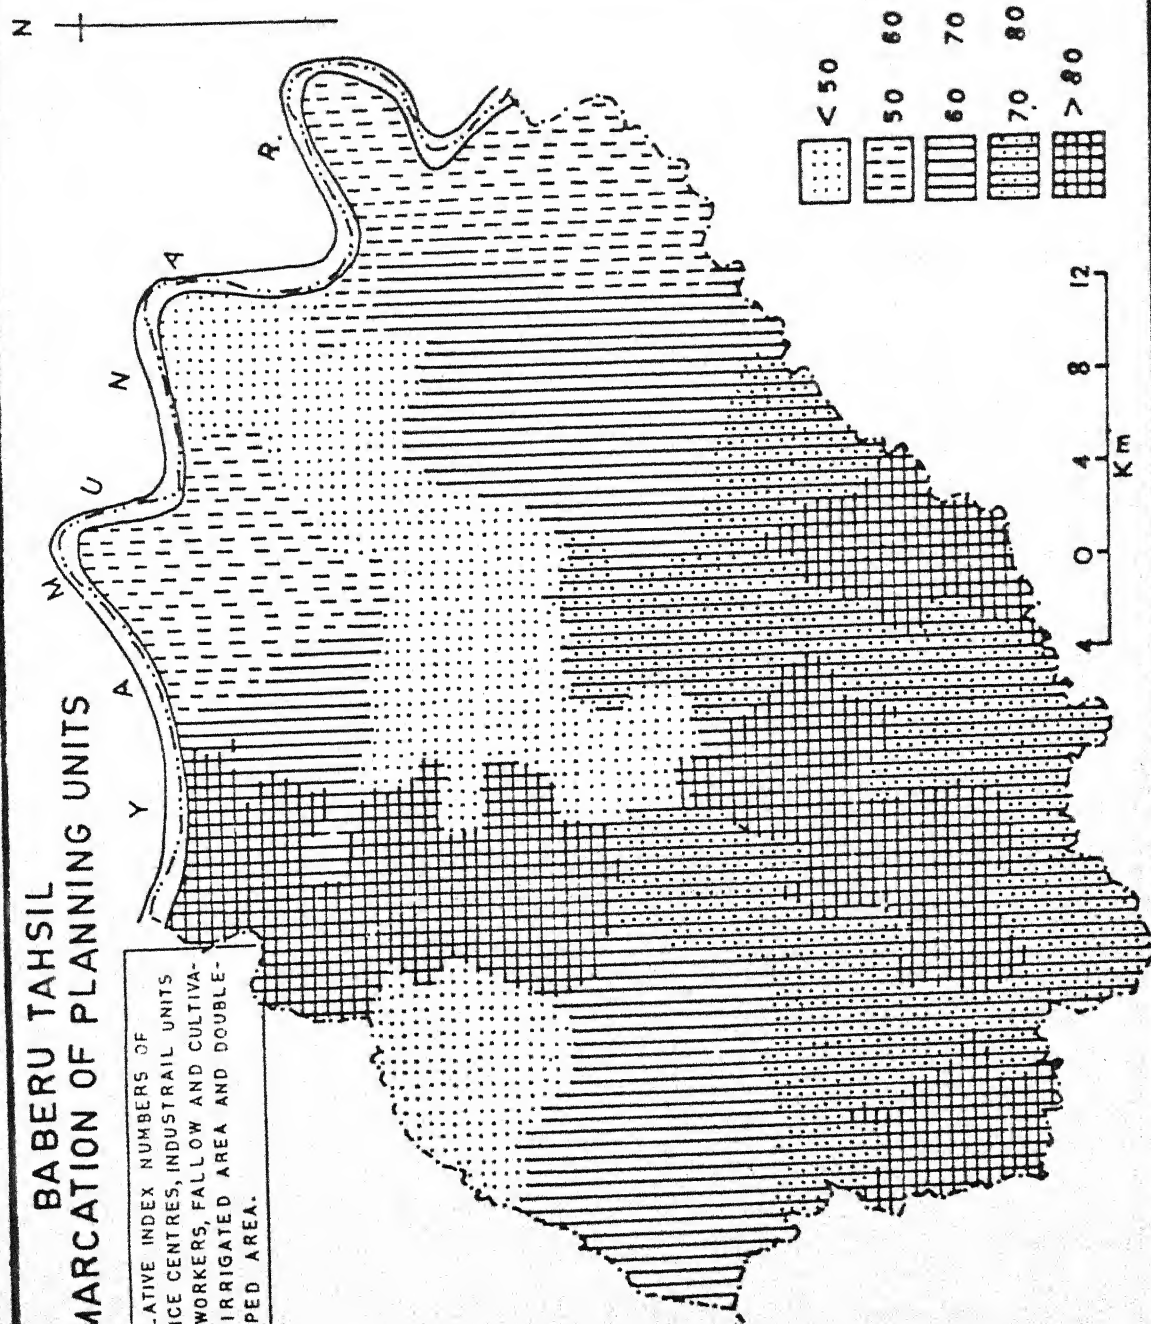 BABERU TAHSIL
MARCATION OF PLANNING UNITS
LATIVE INDEX NUMBERS OF
ICE CENTRES, INDUSTRAIL UNITS
WORKERS, FALLOW AND CULTIVA-
IRRIGATED AREA AND DOUBLE-
PED AREA.
N
Y A M U N A R.
< 50
50 60
60 70
70 80
> 80
4 0 4 8 12
Km